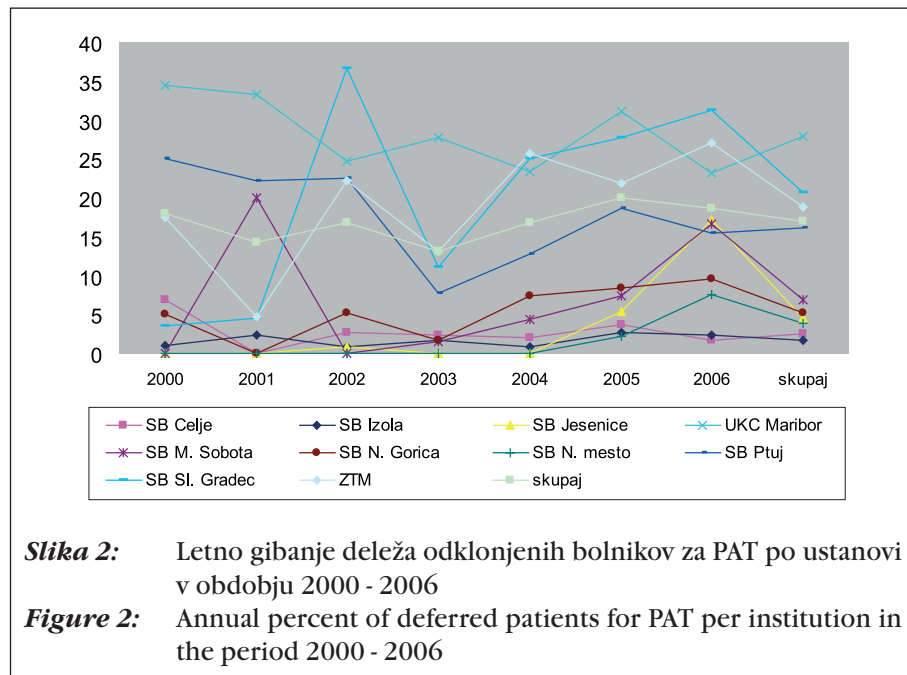 40
35
30
25
20
15
10
5
0
2000 2001 2002 2003 2004 2005 2006 skupaj
SB Celje SB Izola SB Jesenice UKC Maribor
SB M. Sobota SB N. Gorica SB N. mesto SB Ptuj
SB Sl. Gradec ZTM skupaj
Slika 2: Letno gibanje deleža odklonjenih bolnikov za PAT po ustanovi
v obdobju 2000 - 2006
Figure 2: Annual percent of deferred patients for PAT per institution in
the period 2000 - 2006